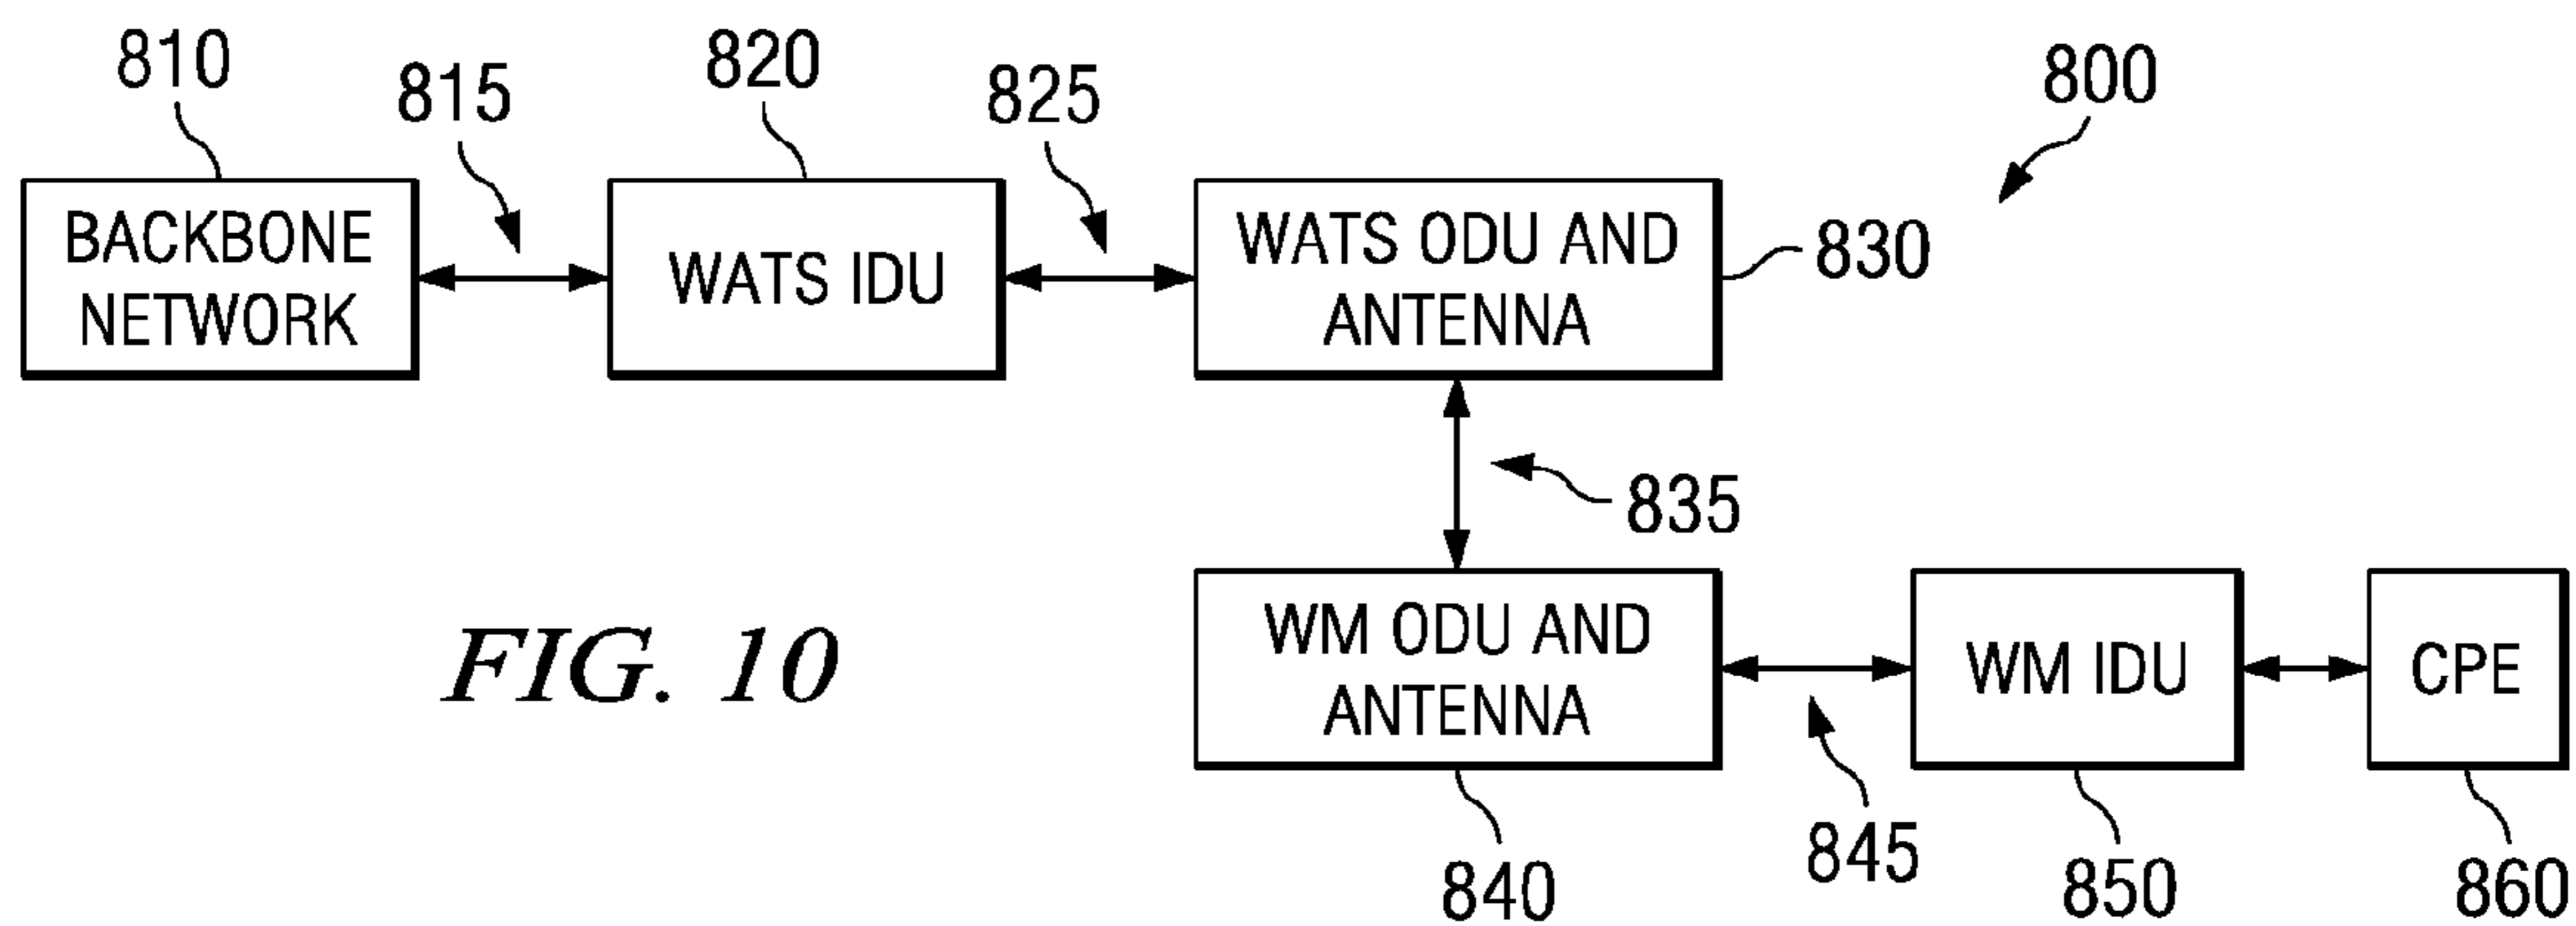 810
815
820
825
800
BACKBONE
NETWORK
WATS IDU
WATS ODU AND
ANTENNA
830
835
WM ODU AND
ANTENNA
WM IDU
CPE
FIG. 10
840
845
850
860